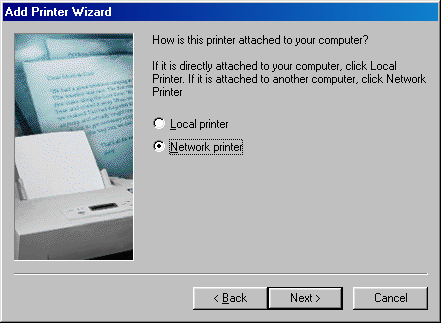 Add Printer Wizard
How is this printer attached to your computer?
If it is directly attached to your computer, click Local
Printer. If it is attached to another computer, click Network
Printer
Local printer
Network printer
< Back
Next >
Cancel